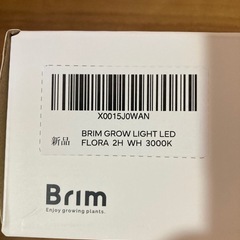 X0015J0WAN
新品 BRIM GROW LIGHT LED
FLORA 2H WH 3000K
Brim
Enjoy growing plants.